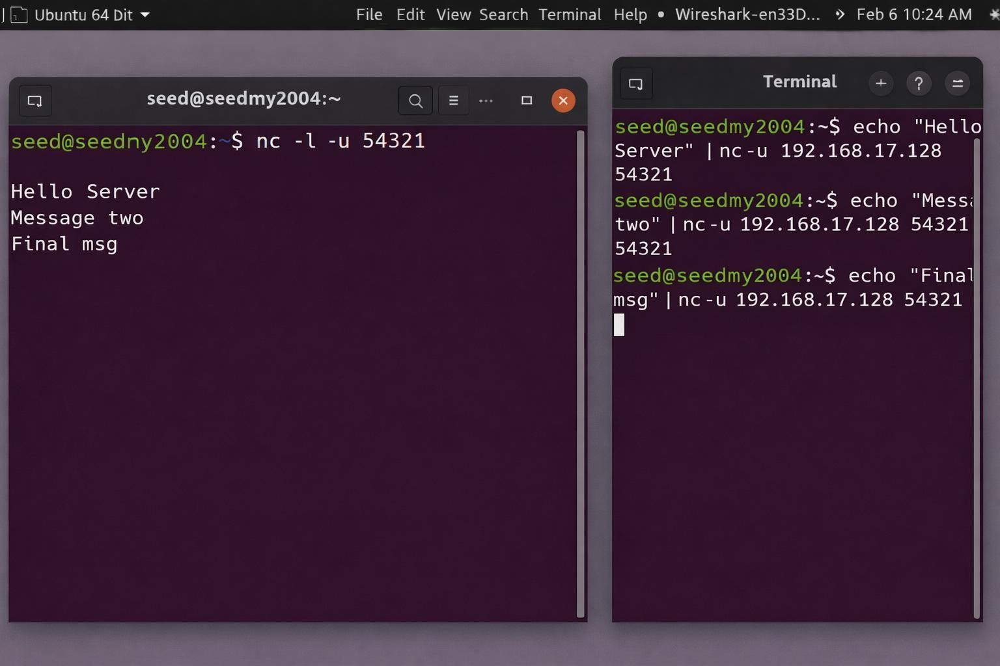 Ubuntu 64 Dit
File Edit View Search Terminal Help • Wireshark-en33D... Feb 6 10:24 AM
seed@seedmy2004:~
seed@seedmy2004:~$ nc -l -u 54321
Hello Server
Message two
Final msg
Terminal
seed@seedmy2004:~$ echo "Hello
Server" | nc -u 192.168.17.128
54321
seed@seedmy2004:~$ echo "Messa
two" | nc -u 192.168.17.128 54321
54321
seed@seedmy2004:~$ echo "Final
msg" | nc -u 192.168.17.128 54321